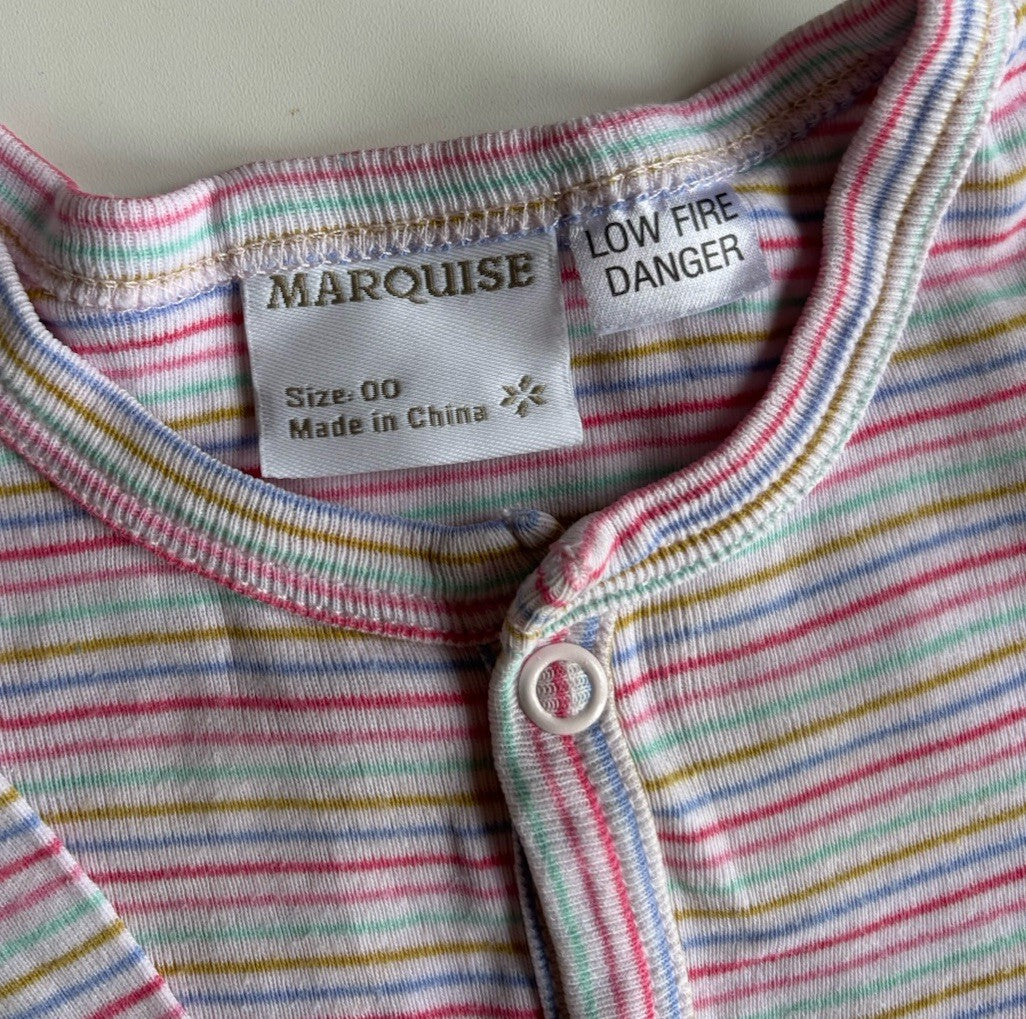 MARQUISE
Size: 00
Made in China
LOW FIRE
DANGER